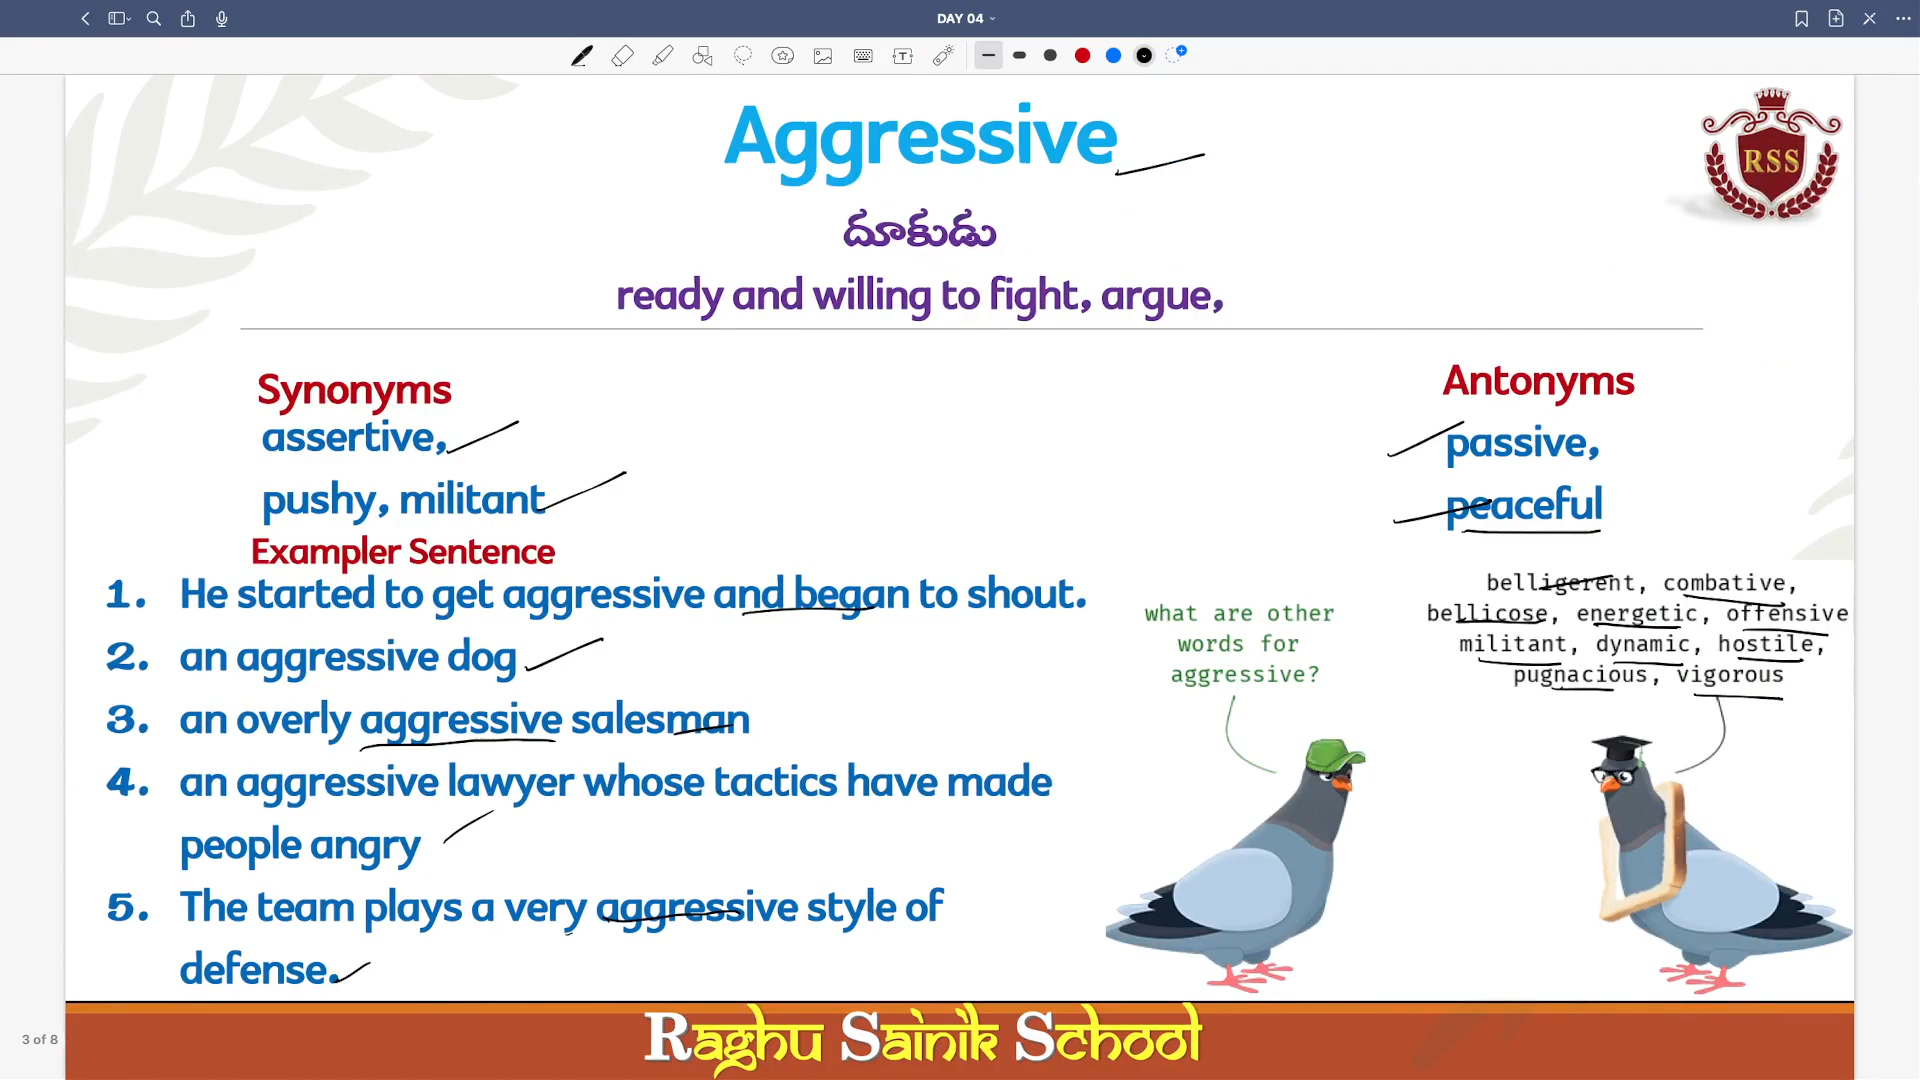 DAY 04
Aggressive
RSS
దూకుడు
ready and willing to fight, argue,
Synonyms
assertive,
pushy, militant
Antonyms
passive,
peaceful
Exampler Sentence
1. He started to get aggressive and began to shout.
2. an aggressive dog
3. an overly aggressive salesman
4. an aggressive lawyer whose tactics have made
people angry
5. The team plays a very aggressive style of
defense.
what are other
words for
aggressive?
belligerent, combative,
bellicose, energetic, offensive
militant, dynamic, hostile,
pugnacious, vigorous
3 of 8
Raghu Sainik School